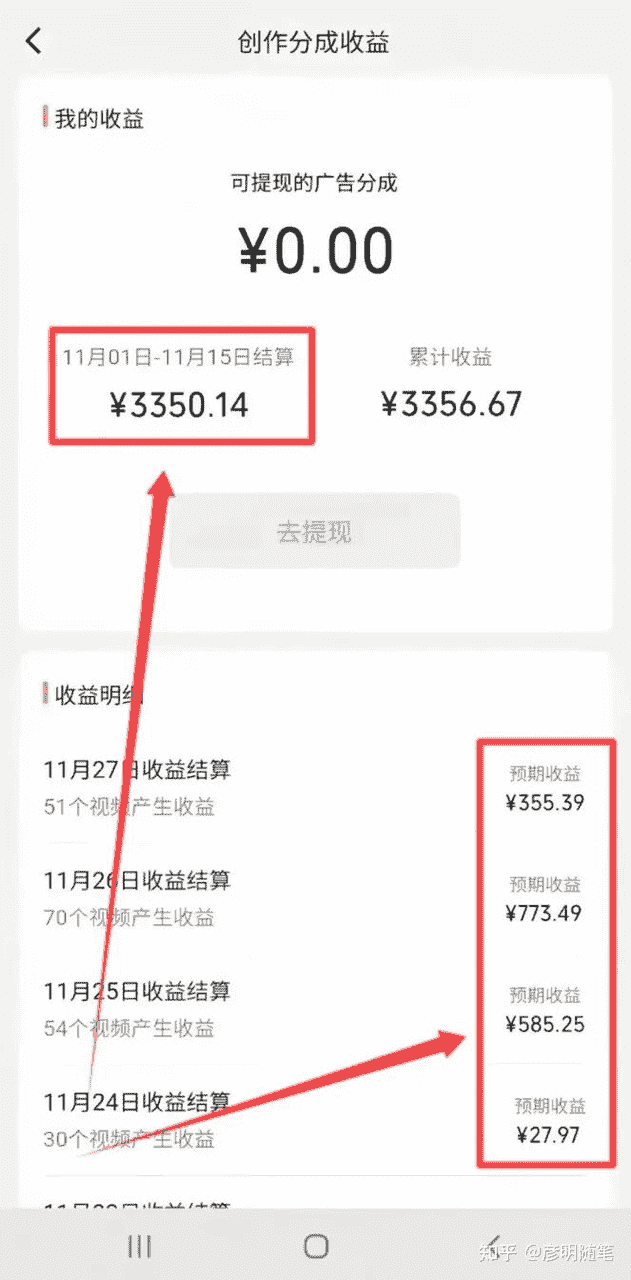 创作分成收益
我的收益
可提现的广告分成
¥0.00
11月01日-11月15日结算
累计收益
¥3350.14
¥3356.67
去提现
收益明细
11月27日收益结算
预期收益
51个视频产生收益
¥355.39
11月26日收益结算
预期收益
70个视频产生收益
¥773.49
11月25日收益结算
预期收益
54个视频产生收益
¥585.25
11月24日收益结算
预期收益
30个视频产生收益
¥27.97
知乎 @彦明随笔